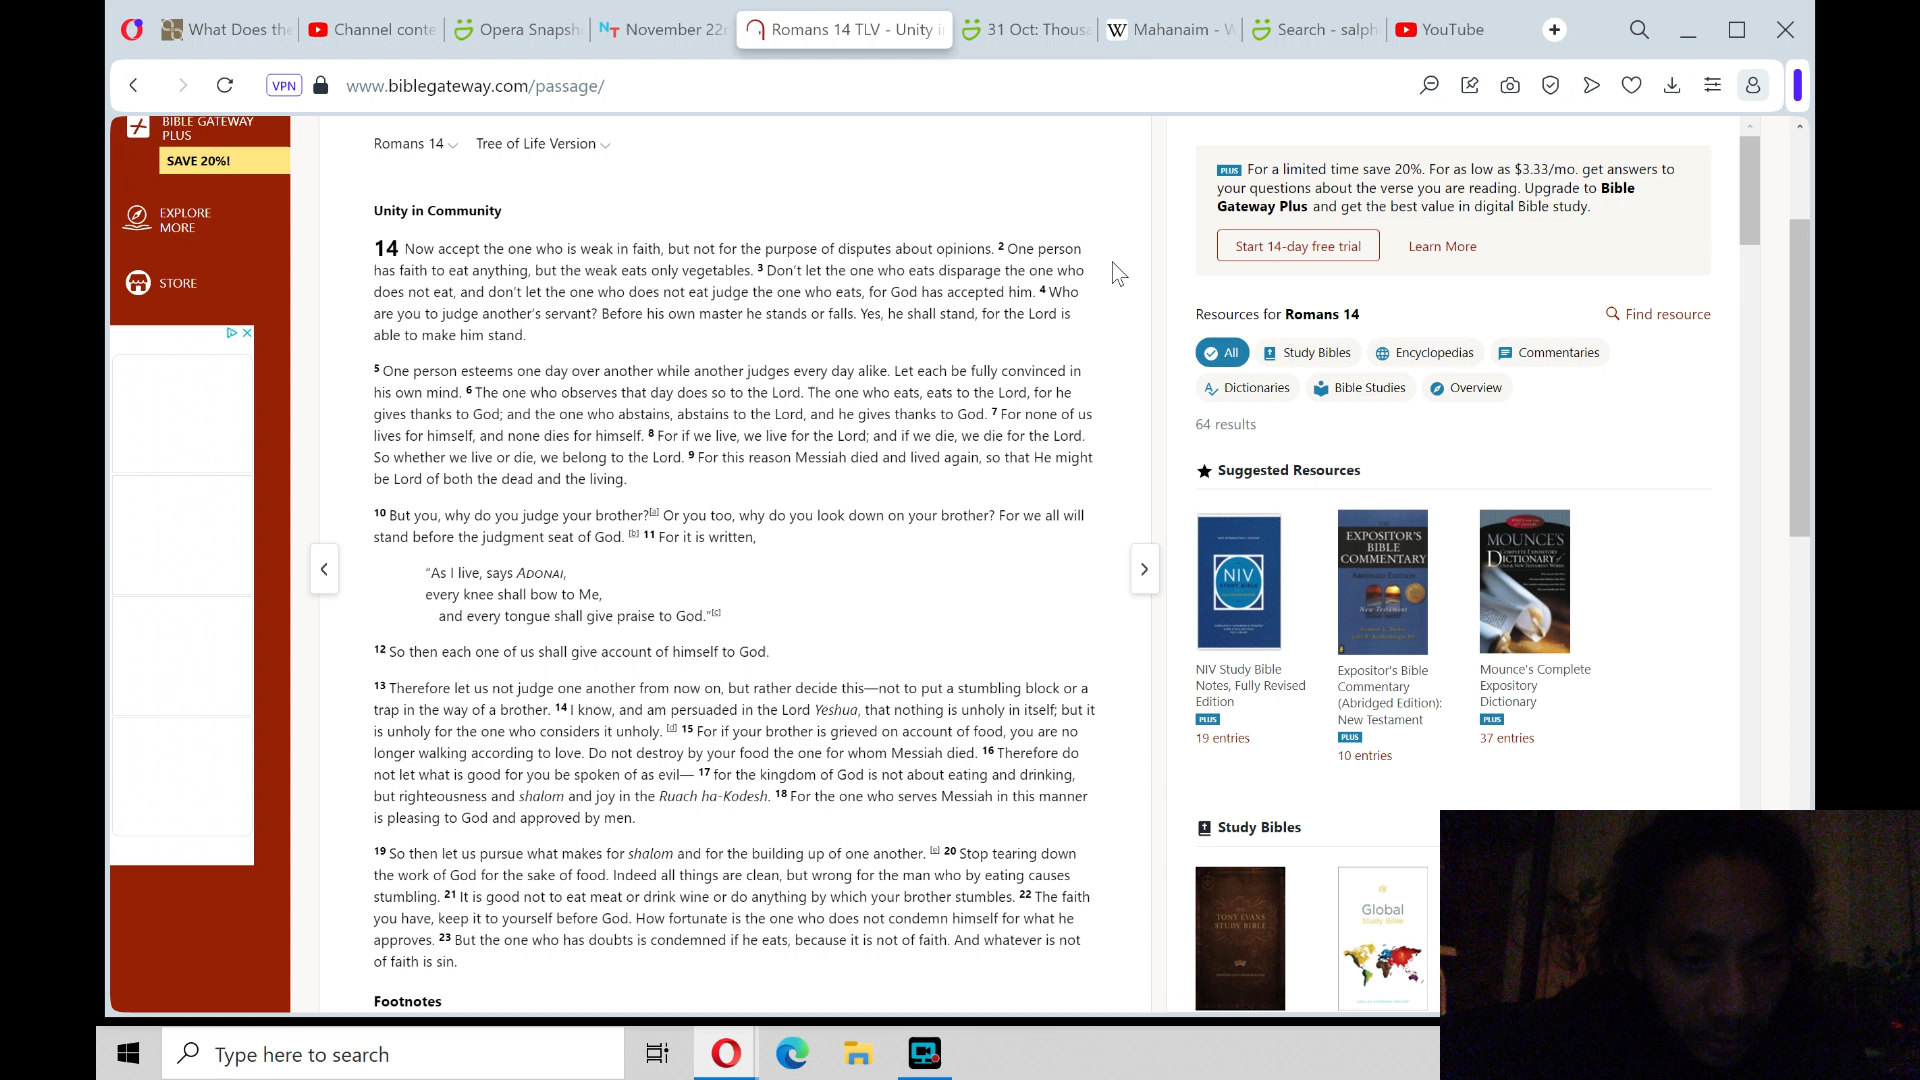 What Does the
Channel conte
Opera Snapsh
November 22n
Romans 14 TLV - Unity i
31 Oct: Thous
Mahanaim - W
Search - salph
YouTube
VPN
www.biblegateway.com/passage/
BIBLE GATEWAY
PLUS
SAVE 20%!
EXPLORE
MORE
STORE
Romans 14
Tree of Life Version
Unity in Community
14 Now accept the one who is weak in faith, but not for the purpose of disputes about opinions. 2 One person
has faith to eat anything, but the weak eats only vegetables. 3 Don't let the one who eats disparage the one who
does not eat, and don't let the one who does not eat judge the one who eats, for God has accepted him. 4 Who
are you to judge another's servant? Before his own master he stands or falls. Yes, he shall stand, for the Lord is
able to make him stand.
5 One person esteems one day over another while another judges every day alike. Let each be fully convinced in
his own mind. 6 The one who observes that day does so to the Lord. The one who eats, eats to the Lord, for he
gives thanks to God; and the one who abstains, abstains to the Lord, and he gives thanks to God. 7 For none of us
lives for himself, and none dies for himself. 8 For if we live, we live for the Lord; and if we die, we die for the Lord.
So whether we live or die, we belong to the Lord. 9 For this reason Messiah died and lived again, so that He might
be Lord of both the dead and the living.
10 But you, why do you judge your brother?[a] Or you too, why do you look down on your brother? For we all will
stand before the judgment seat of God. [b] 11 For it is written,
“As I live, says ADONAI,
every knee shall bow to Me,
and every tongue shall give praise to God.”[c]
12 So then each one of us shall give account of himself to God.
13 Therefore let us not judge one another from now on, but rather decide this—not to put a stumbling block or a
trap in the way of a brother. 14 I know, and am persuaded in the Lord Yeshua, that nothing is unholy in itself; but it
is unholy for the one who considers it unholy. [d] 15 For if your brother is grieved on account of food, you are no
longer walking according to love. Do not destroy by your food the one for whom Messiah died. 16 Therefore do
not let what is good for you be spoken of as evil— 17 for the kingdom of God is not about eating and drinking,
but righteousness and shalom and joy in the Ruach ha-Kodesh. 18 For the one who serves Messiah in this manner
is pleasing to God and approved by men.
19 So then let us pursue what makes for shalom and for the building up of one another. [e] 20 Stop tearing down
the work of God for the sake of food. Indeed all things are clean, but wrong for the man who by eating causes
stumbling. 21 It is good not to eat meat or drink wine or do anything by which your brother stumbles. 22 The faith
you have, keep it to yourself before God. How fortunate is the one who does not condemn himself for what he
approves. 23 But the one who has doubts is condemned if he eats, because it is not of faith. And whatever is not
of faith is sin.
Footnotes
PLUS For a limited time save 20%. For as low as $3.33/mo. get answers to
your questions about the verse you are reading. Upgrade to Bible
Gateway Plus and get the best value in digital Bible study.
Start 14-day free trial
Learn More
Resources for Romans 14
Find resource
All
Study Bibles
Encyclopedias
Commentaries
Dictionaries
Bible Studies
Overview
64 results
Suggested Resources
NIV
EXPOSITOR'S
BIBLE
COMMENTARY
New Testament
MOUNCE'S
DICTIONARY
NIV Study Bible
Notes, Fully Revised
Edition
PLUS
19 entries
Expositor's Bible
Commentary
(Abridged Edition):
New Testament
PLUS
10 entries
Mounce's Complete
Expository
Dictionary
PLUS
37 entries
Study Bibles
THE
TONY EVANS
STUDY BIBLE
Global
Study Bible
Type here to search